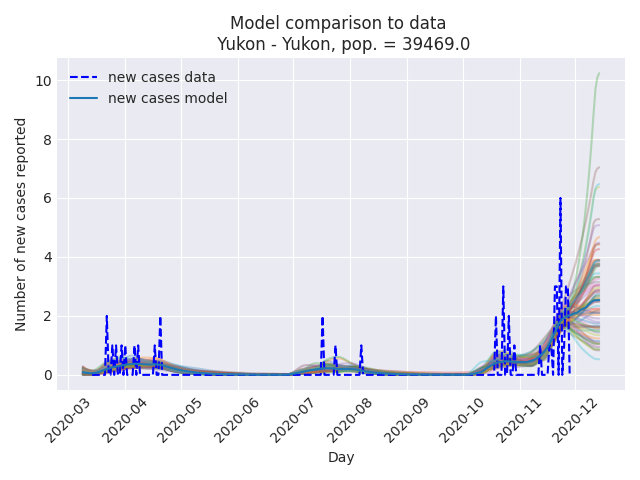 Model comparison to data
Yukon - Yukon, pop. = 39469.0
new cases data
new cases model
Number of new cases reported
10
8
6
4
2
0
2020-03
2020-04
2020-05
2020-06
2020-07
2020-08
2020-09
2020-10
2020-11
2020-12
Day